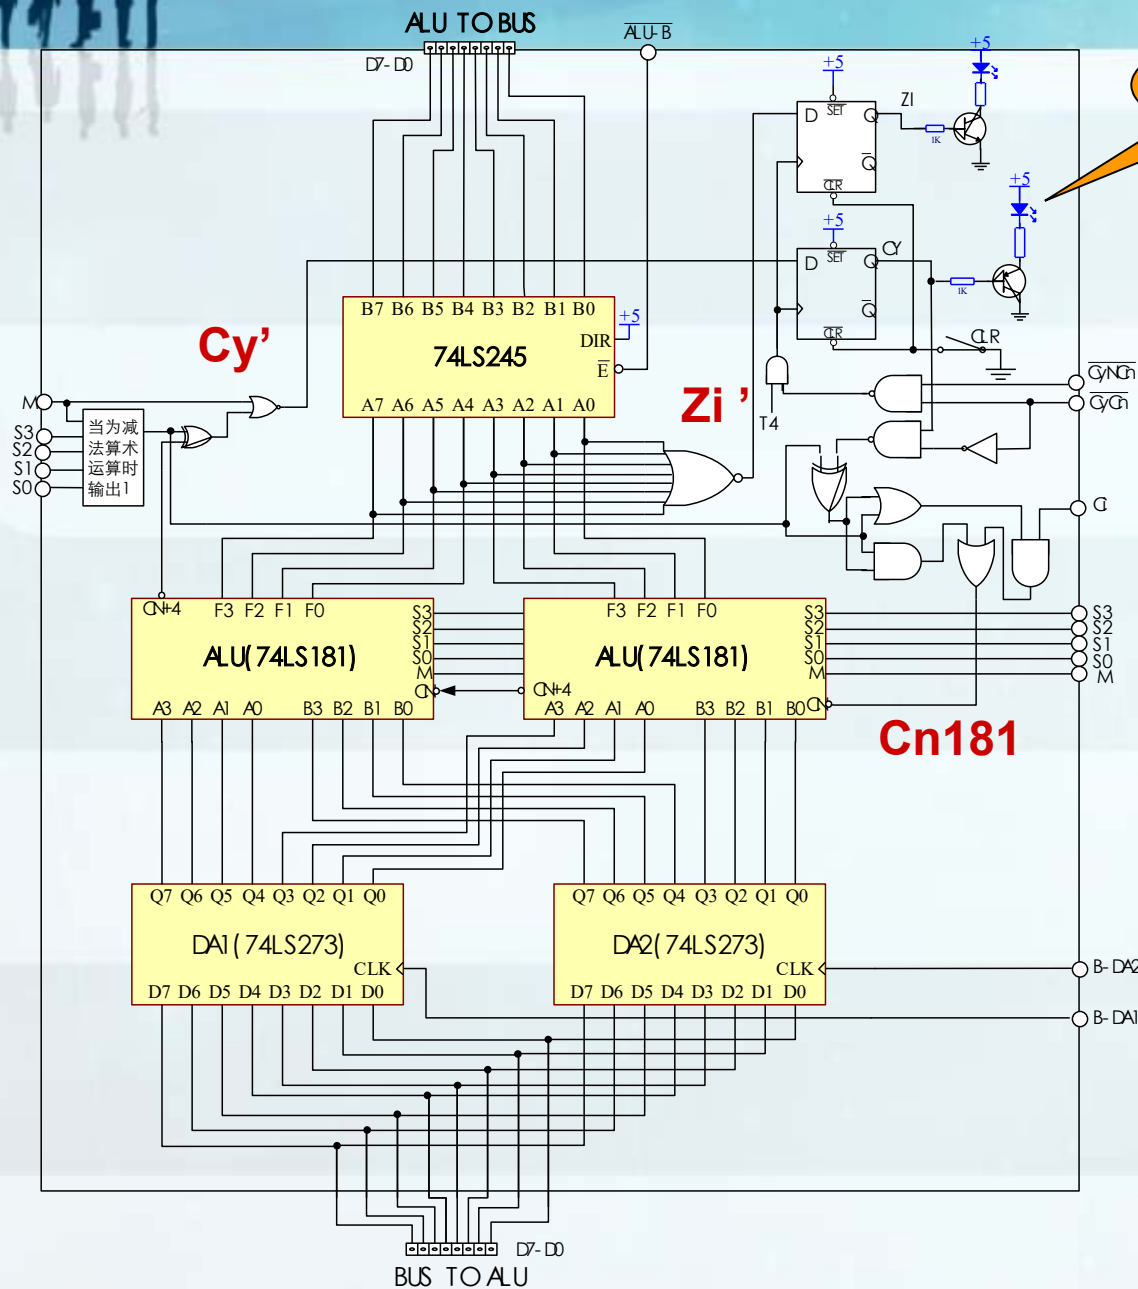 ALU TO BUS
D7-D0
ALU-B
+5
+5
ZI
D SET Q
1K
Q
CLR
+5
+5
CY
D SET Q
1K
Q
CLR
CLR
B7 B6 B5 B4 B3 B2 B1 B0
DIR
+5
74LS245
E
A7 A6 A5 A4 A3 A2 A1 A0
Cy’
Zi ’
T4
CyNCn
CyCn
M
S3
S2
S1
S0
当为减
法算术
运算时
输出1
Ci
CN+4 F3 F2 F1 F0
S3
S2
S1
S0
M
CN
ALU(74LS181)
A3 A2 A1 A0 B3 B2 B1 B0
F3 F2 F1 F0
S3
S2
S1
S0
M
ALU(74LS181)
CN+4
A3 A2 A1 A0 B3 B2 B1 B0 CN
S3
S2
S1
S0
M
Cn181
Q7 Q6 Q5 Q4 Q3 Q2 Q1 Q0
DA1(74LS273)
CLK
D7 D6 D5 D4 D3 D2 D1 D0
Q7 Q6 Q5 Q4 Q3 Q2 Q1 Q0
DA2(74LS273)
CLK
D7 D6 D5 D4 D3 D2 D1 D0
B-DA2
B-DA1
D7-D0
BUS TO ALU